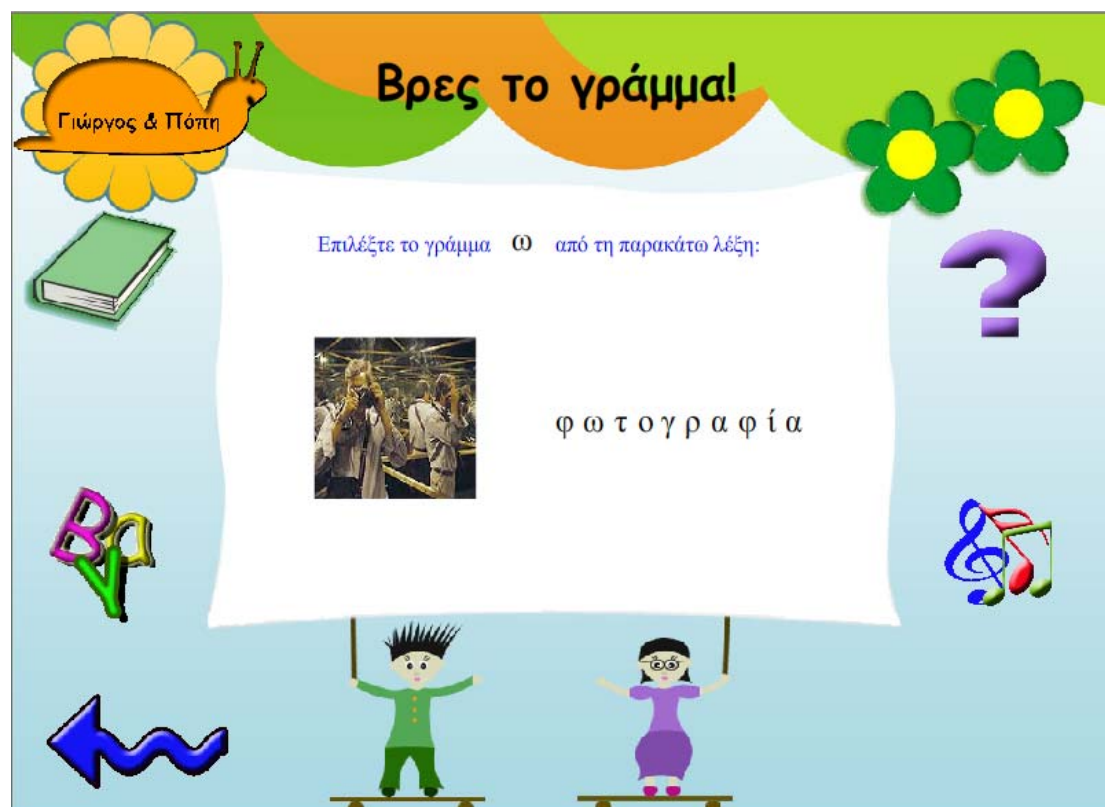 Βρες το γράμμα!
Γιώργος & Πόπη
Επιλέξτε το γράμμα ω από τη παρακάτω λέξη:
φ ω τ ο γ ρ α φ ί α
Β α γ
?